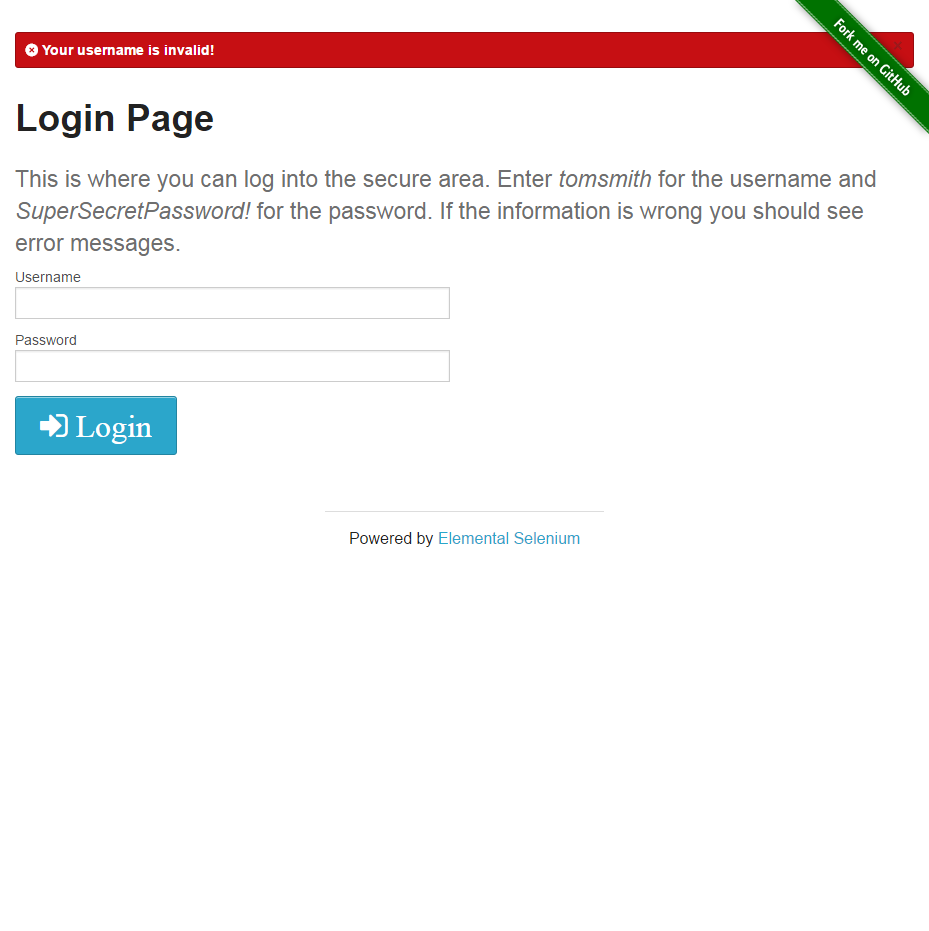 Your username is invalid!
Fork me on GitHub
Login Page
This is where you can log into the secure area. Enter tomsmith for the username and
SuperSecretPassword! for the password. If the information is wrong you should see
error messages.
Username
Password
Login
Powered by Elemental Selenium